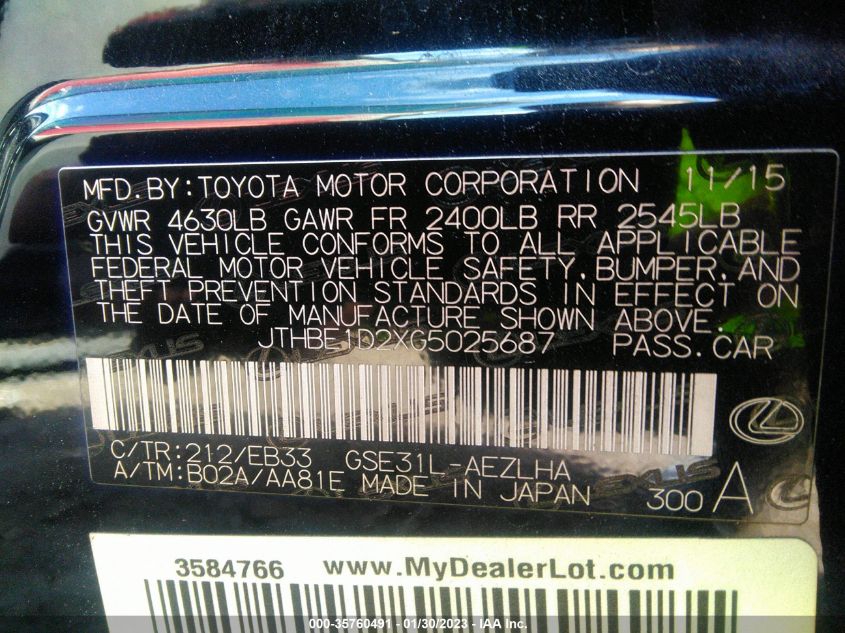 MFD.BY:TOYOTA MOTOR CORPORATION 11/15
GVWR 4630LB GAWR FR 2400LB RR 2545LB
THIS VEHICLE CONFORMS TO ALL APPLICABLE
FEDERAL MOTOR VEHICLE SAFETY,BUMPER,AND
THEFT PREVENTION STANDARDS IN EFFECT ON
THE DATE OF MANUFACTURE SHOWN ABOVE.
JTHBE1D2XG5025687 PASS.CAR
C/TR:212/EB33 GSE31L-AEZLHA
A/TM:B02A/AA81E MADE IN JAPAN 300 A
3584766 www.MyDealerLot.com
000-35760491 - 01/30/2023 - IAA Inc.